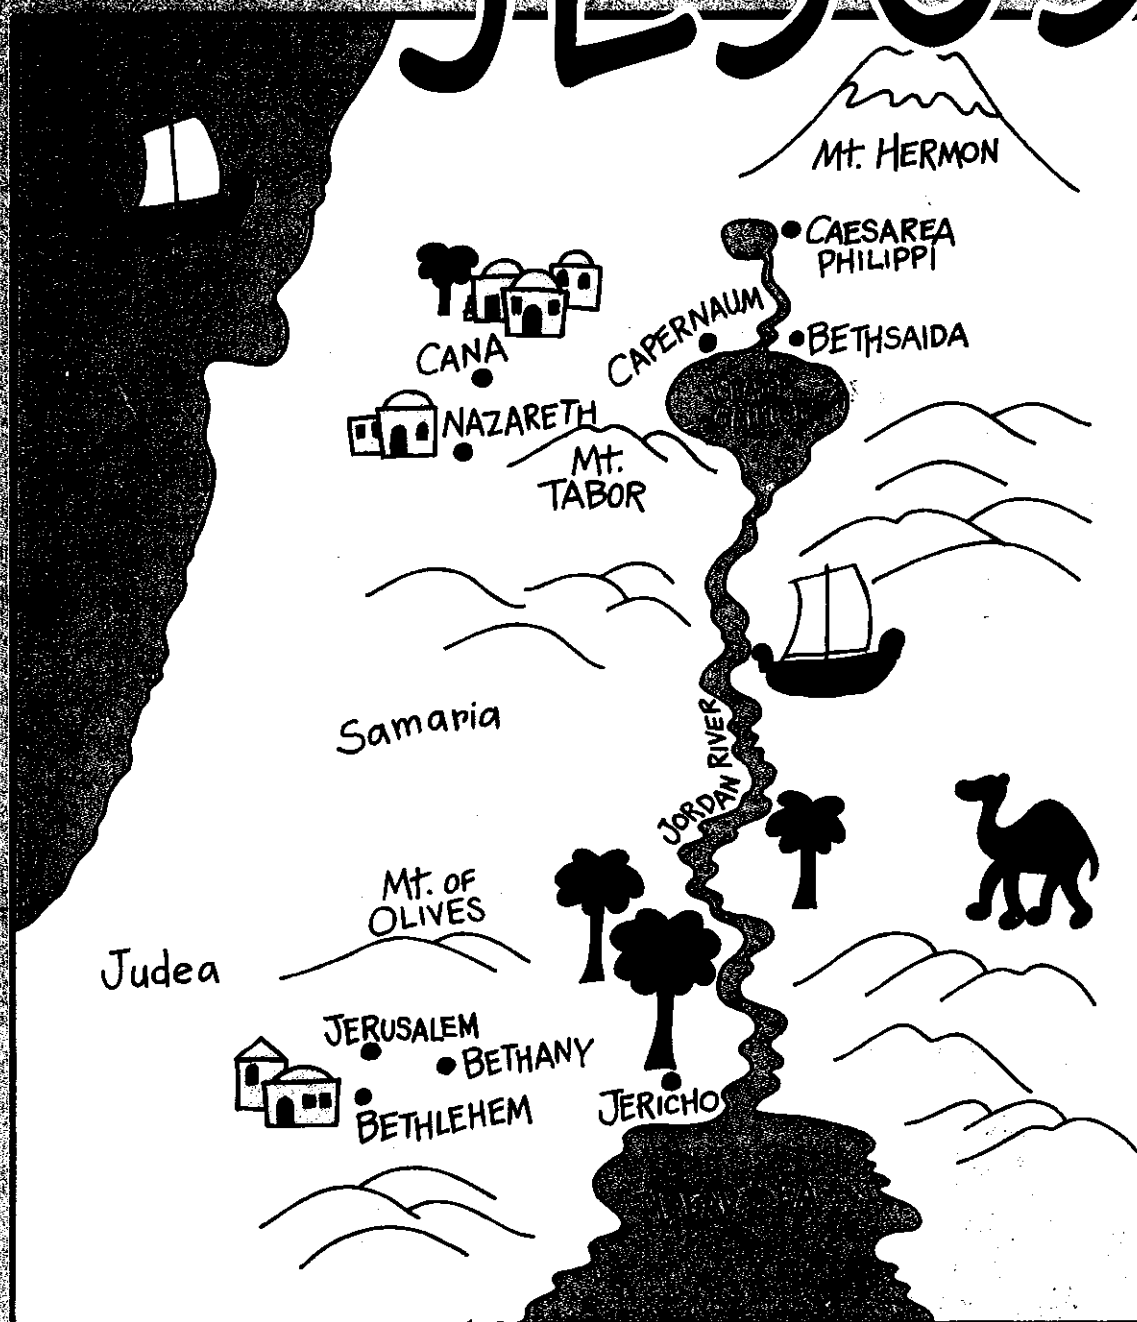 JESUS
Mt. HERMON
CAESAREA
PHILIPPI
CAPERNAUM
BETHSAIDA
CANA
NAZARETH
Mt.
TABOR
Samaria
JORDAN RIVER
Mt. OF
OLIVES
Judea
JERUSALEM
BETHANY
BETHLEHEM
JERICHO